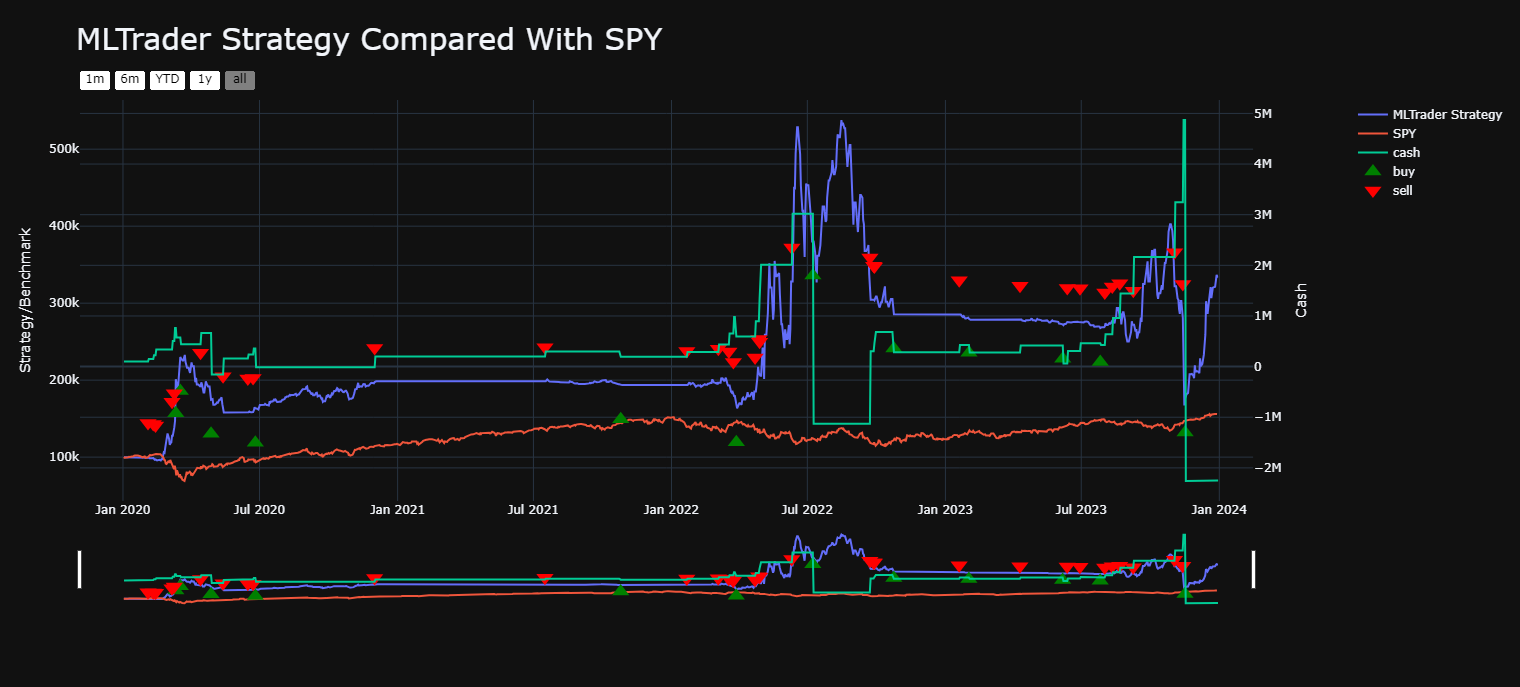 MLTrader Strategy Compared With SPY
1m 6m YTD 1y all
MLTrader Strategy
SPY
cash
buy
sell
Strategy/Benchmark
500k
400k
300k
200k
100k
5M
4M
3M
2M
1M
0
−1M
−2M
Cash
Jan 2020 Jul 2020 Jan 2021 Jul 2021 Jan 2022 Jul 2022 Jan 2023 Jul 2023 Jan 2024